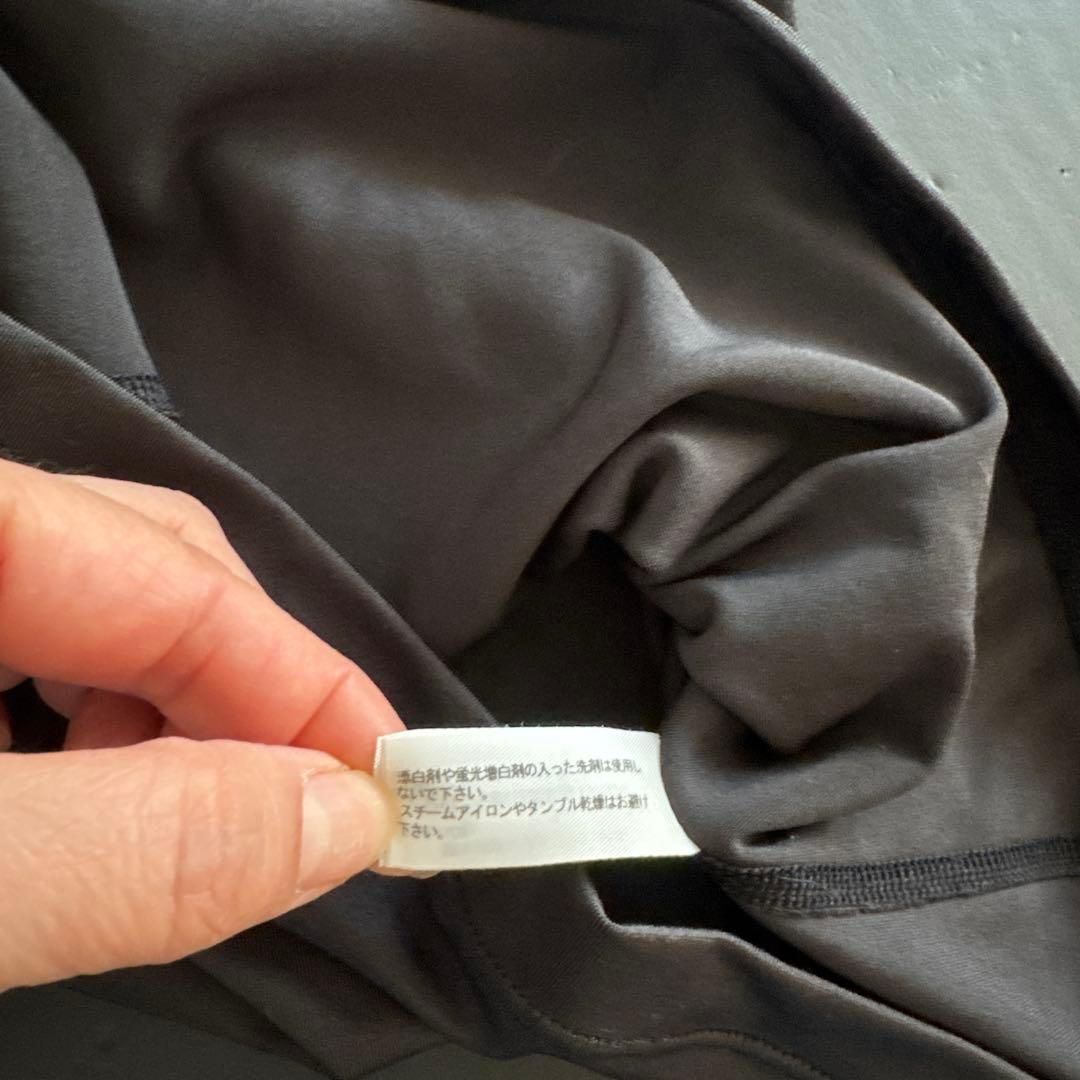 漂白剤や蛍光増白剤の入った洗剤は使用し
ないで下さい。
スチームアイロンやタンブル乾燥はお避け
下さい。